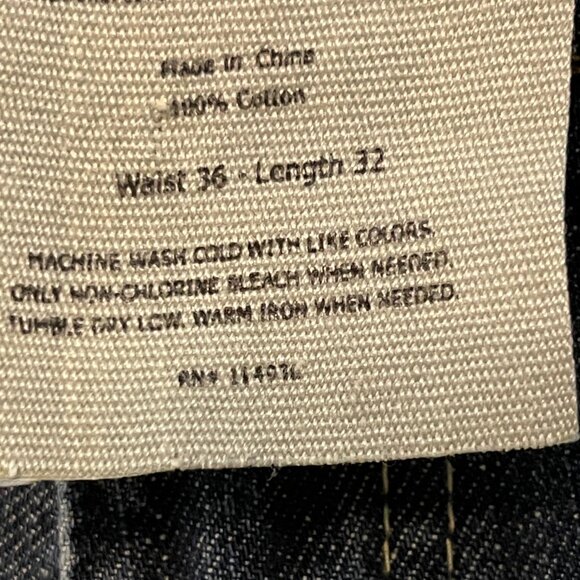 Made in China
100% Cotton
Waist 36 - Length 32
MACHINE WASH COLD WITH LIKE COLORS.
ONLY NON-CHLORINE BLEACH WHEN NEEDED.
TUMBLE DRY LOW. WARM IRON WHEN NEEDED.
RN#